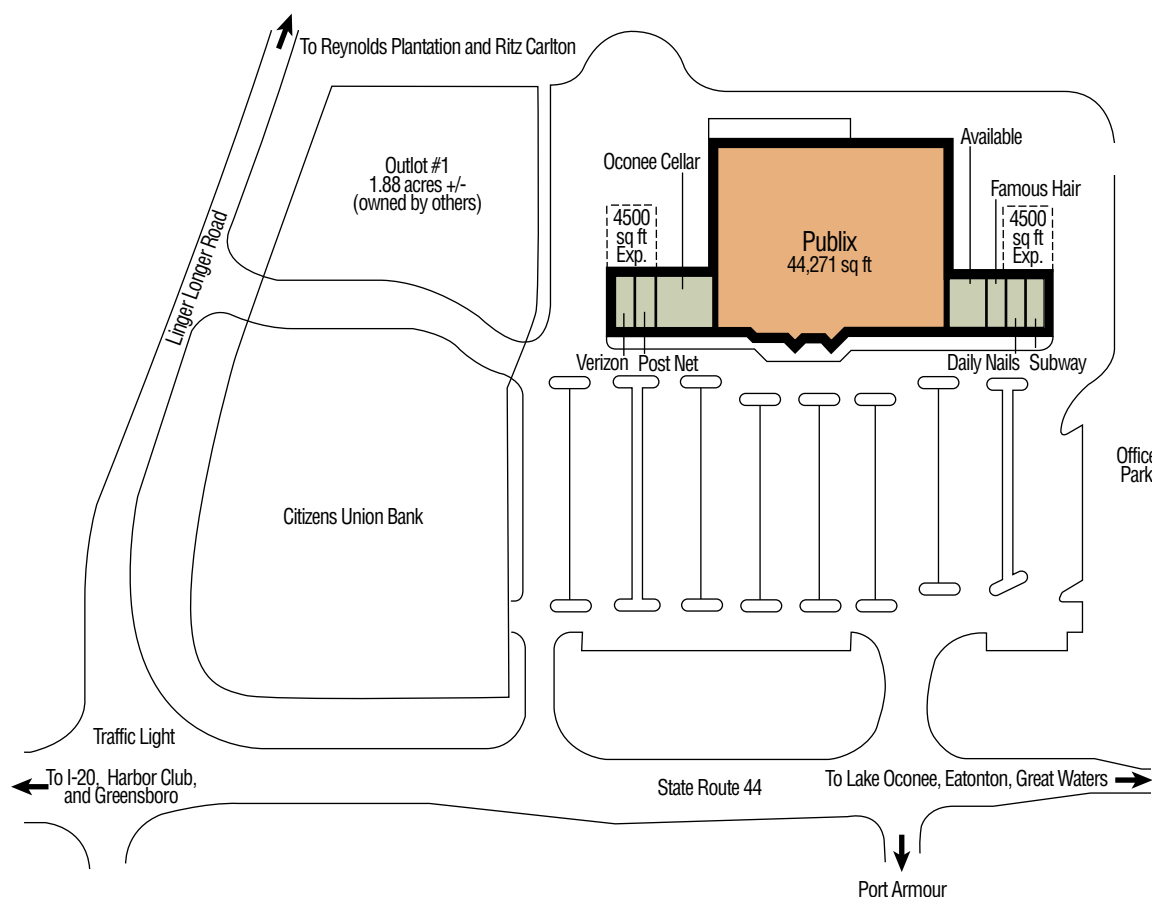 To Reynolds Plantation and Ritz Carlton
Outlot #1
1.88 acres +/-
(owned by others)
Linger Longer Road
Oconee Cellar
Available
Famous Hair
4500
sq ft
Exp.
Publix
44,271 sq ft
4500
sq ft
Exp.
Verizon
Post Net
Daily Nails
Subway
Office
Park
Citizens Union Bank
Traffic Light
To I-20, Harbor Club,
and Greensboro
State Route 44
To Lake Oconee, Eatonton, Great Waters
Port Armour